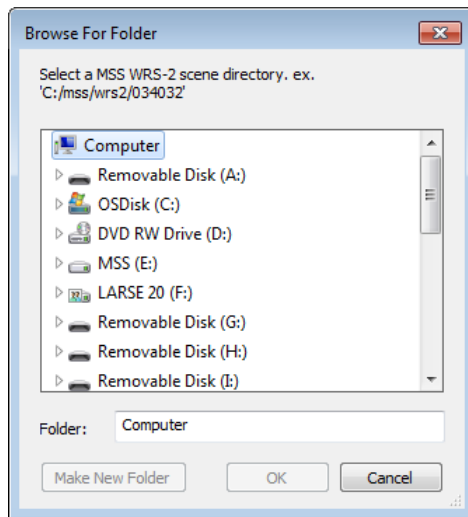 Browse For Folder
Select a MSS WRS-2 scene directory. ex.
'C:/mss/wrs2/034032'
Computer
Removable Disk (A:)
OSDisk (C:)
DVD RW Drive (D:)
MSS (E:)
LARSE 20 (F:)
Removable Disk (G:)
Removable Disk (H:)
Removable Disk (I:)
Folder: Computer
Make New Folder OK Cancel